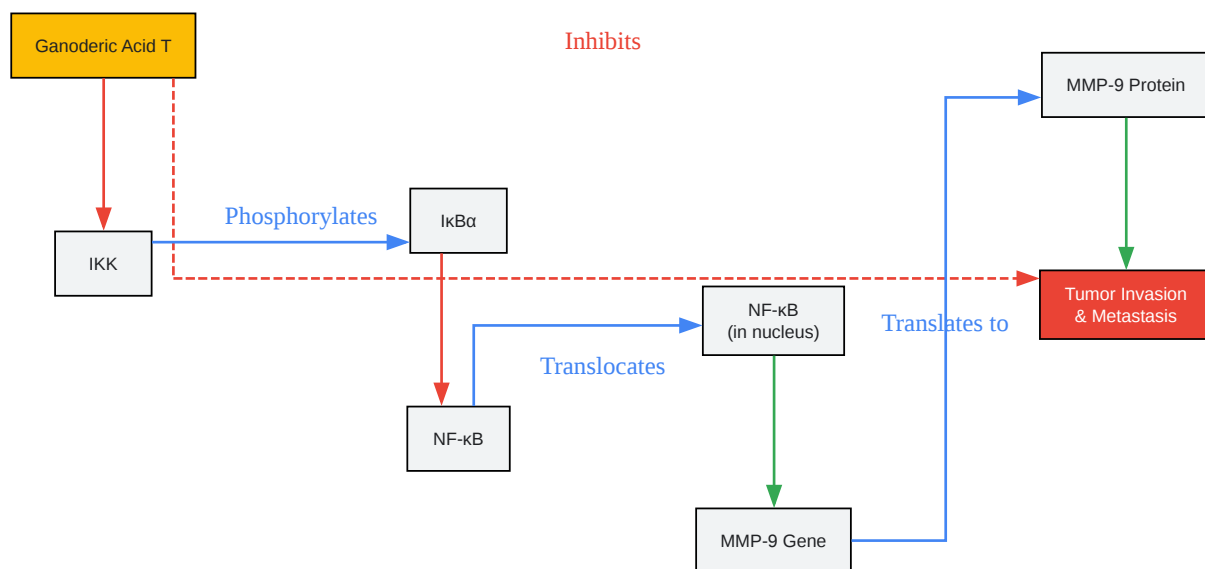 Ganoderic Acid T
Inhibits
MMP-9 Protein
Phosphorylates
IκBα
IKK
Tumor Invasion
& Metastasis
NF-κB
(in nucleus)
Translates to
Translocates
NF-κB
MMP-9 Gene